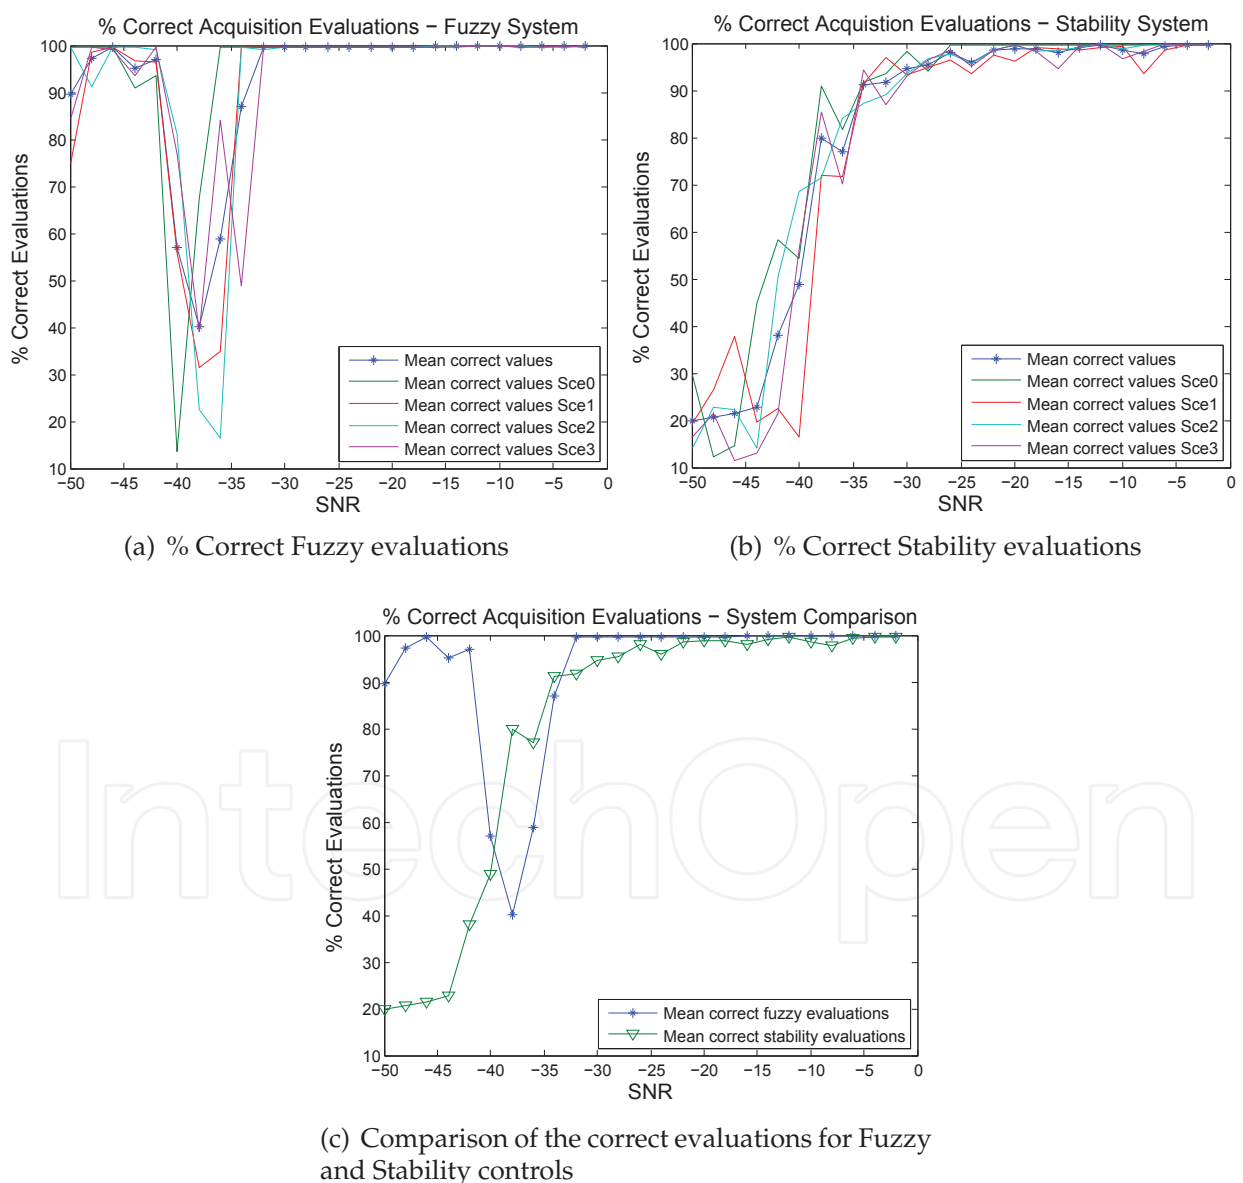 % Correct Acquisition Evaluations − Fuzzy System
100
90
80
70
60
50
40
30
20
10
% Correct Evaluations
−50 −45 −40 −35 −30 −25 −20 −15 −10 −5 0
SNR
Mean correct values
Mean correct values Sce0
Mean correct values Sce1
Mean correct values Sce2
Mean correct values Sce3
(a) % Correct Fuzzy evaluations
% Correct Acquistion Evaluations − Stability System
100
90
80
70
60
50
40
30
20
10
% Correct Evaluations
−50 −45 −40 −35 −30 −25 −20 −15 −10 −5 0
SNR
Mean correct values
Mean correct values Sce0
Mean correct values Sce1
Mean correct values Sce2
Mean correct values Sce3
(b) % Correct Stability evaluations
% Correct Acquisition Evaluations − System Comparison
100
90
80
70
60
50
40
30
20
10
% Correct Evaluations
−50 −45 −40 −35 −30 −25 −20 −15 −10 −5 0
SNR
Mean correct fuzzy evaluations
Mean correct stability evaluations
(c) Comparison of the correct evaluations for Fuzzy
and Stability controls
IntechOpen